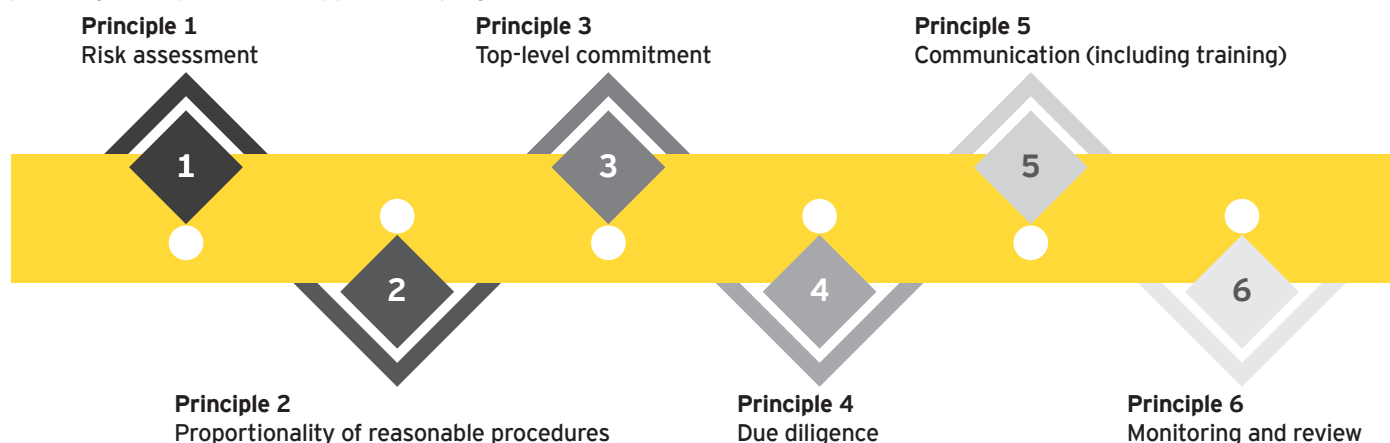 Principle 1
Risk assessment
Principle 3
Top-level commitment
Principle 5
Communication (including training)
1
3
5
2
4
6
Principle 2
Proportionality of reasonable procedures
Principle 4
Due diligence
Principle 6
Monitoring and review